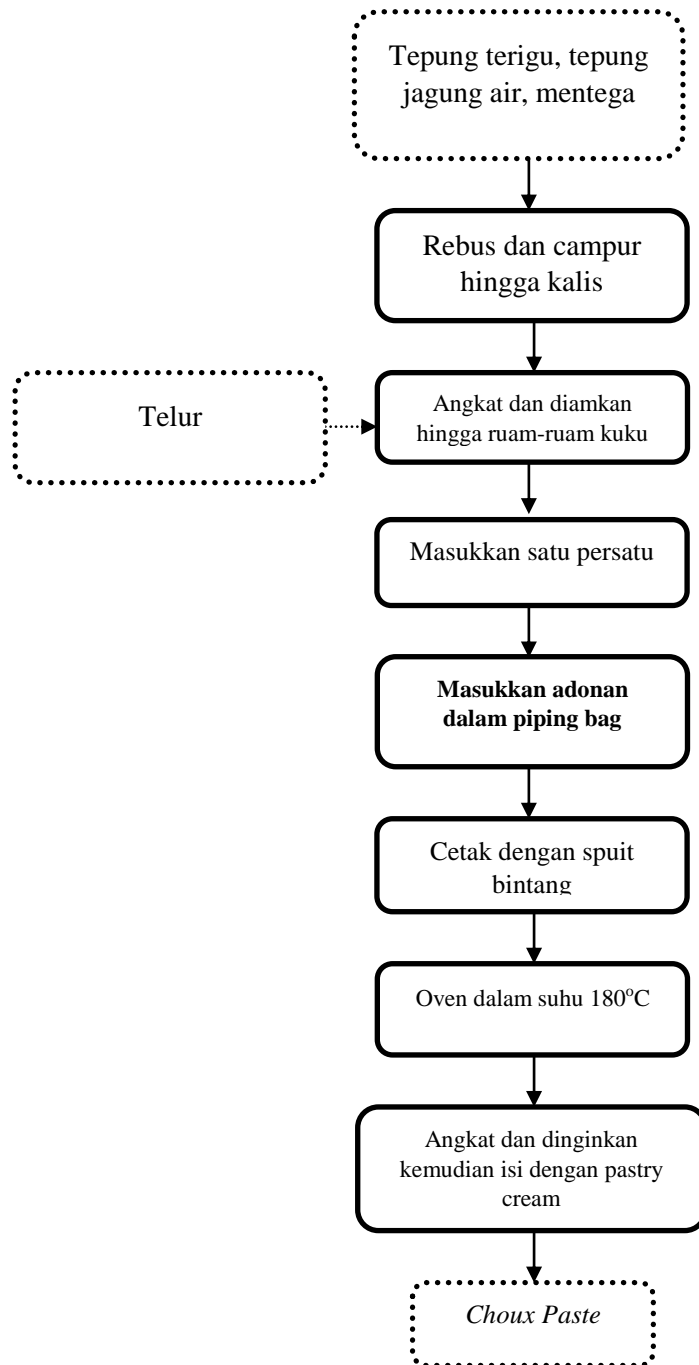 Tepung terigu, tepung
jagung air, mentega
Rebus dan campur
hingga kalis
Telur
Angkat dan diamkan
hingga ruam-ruam kuku
Masukkan satu persatu
Masukkan adonan
dalam piping bag
Cetak dengan spuit
bintang
Oven dalam suhu 180°C
Angkat dan dinginkan
kemudian isi dengan pastry
cream
Choux Paste